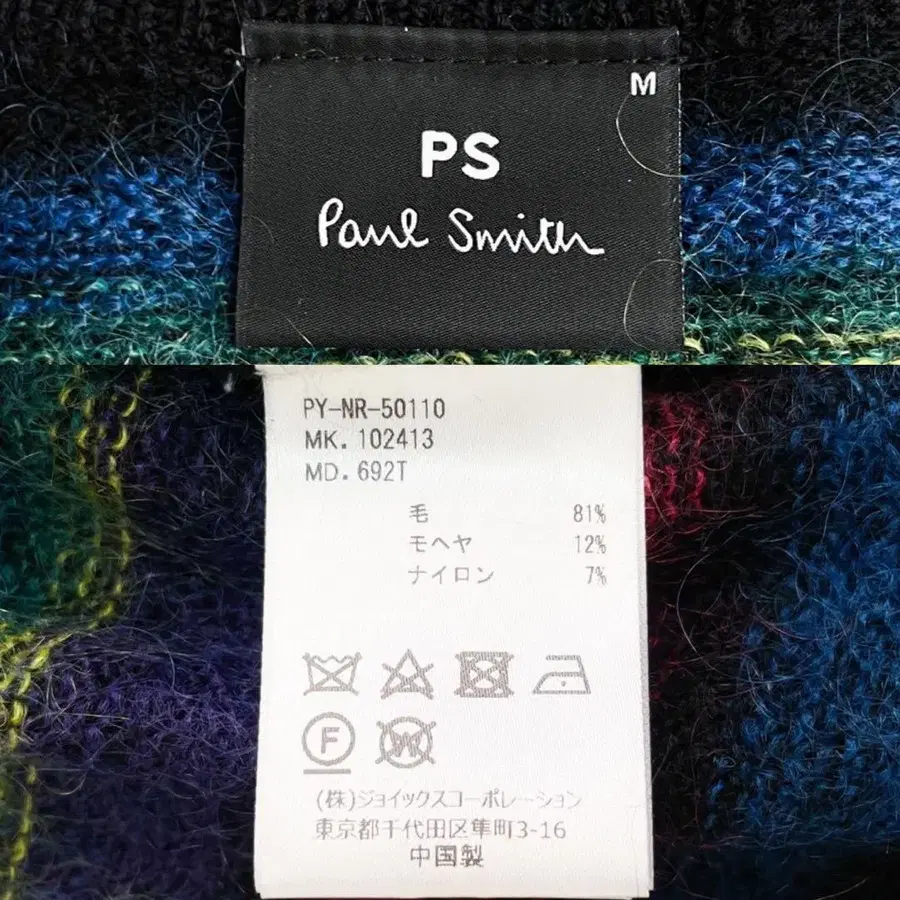 M
PS
Paul Smith
PY-NR-50110
MK. 102413
MD. 692T
毛 81%
モヘヤ 12%
ナイロン 7%
F
W
(株)ジョイックスコーポレーション
東京都千代田区隼町3-16
中国製